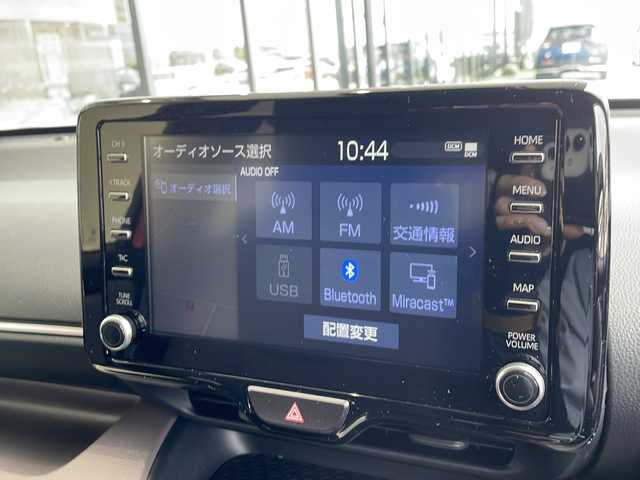 オーディオソース選択
10:44
DCM
DCM
AUDIO OFF
オーディオ選択
AM
FM
交通情報
USB
Bluetooth
Miracast™
配置変更
TRACK
PHONE
TUNE
SCROLL
HOME
MENU
AUDIO
MAP
POWER
VOLUME